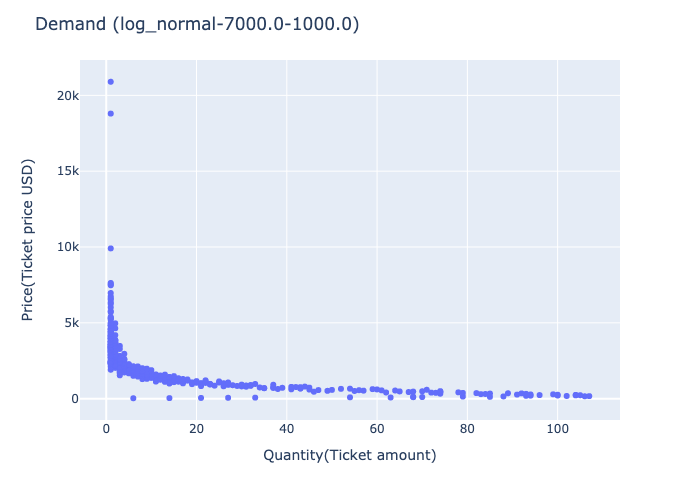 Demand (log_normal-7000.0-1000.0)
20k
15k
10k
5k
0
Price(Ticket price USD)
0 20 40 60 80 100
Quantity(Ticket amount)